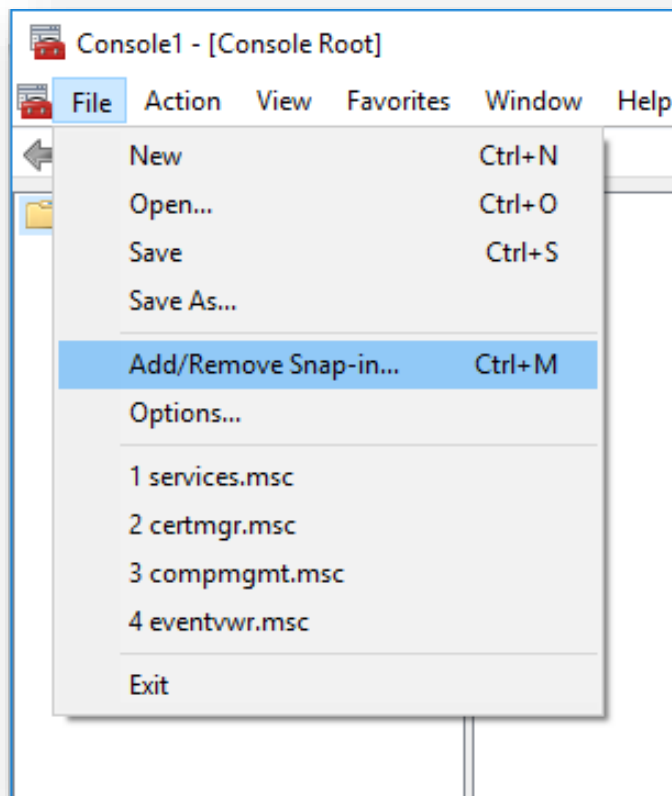 Console1 - [Console Root]
File Action View Favorites Window Help
New Ctrl+N
Open... Ctrl+O
Save Ctrl+S
Save As...
Add/Remove Snap-in... Ctrl+M
Options...
1 services.msc
2 certmgr.msc
3 compmgmt.msc
4 eventvwr.msc
Exit